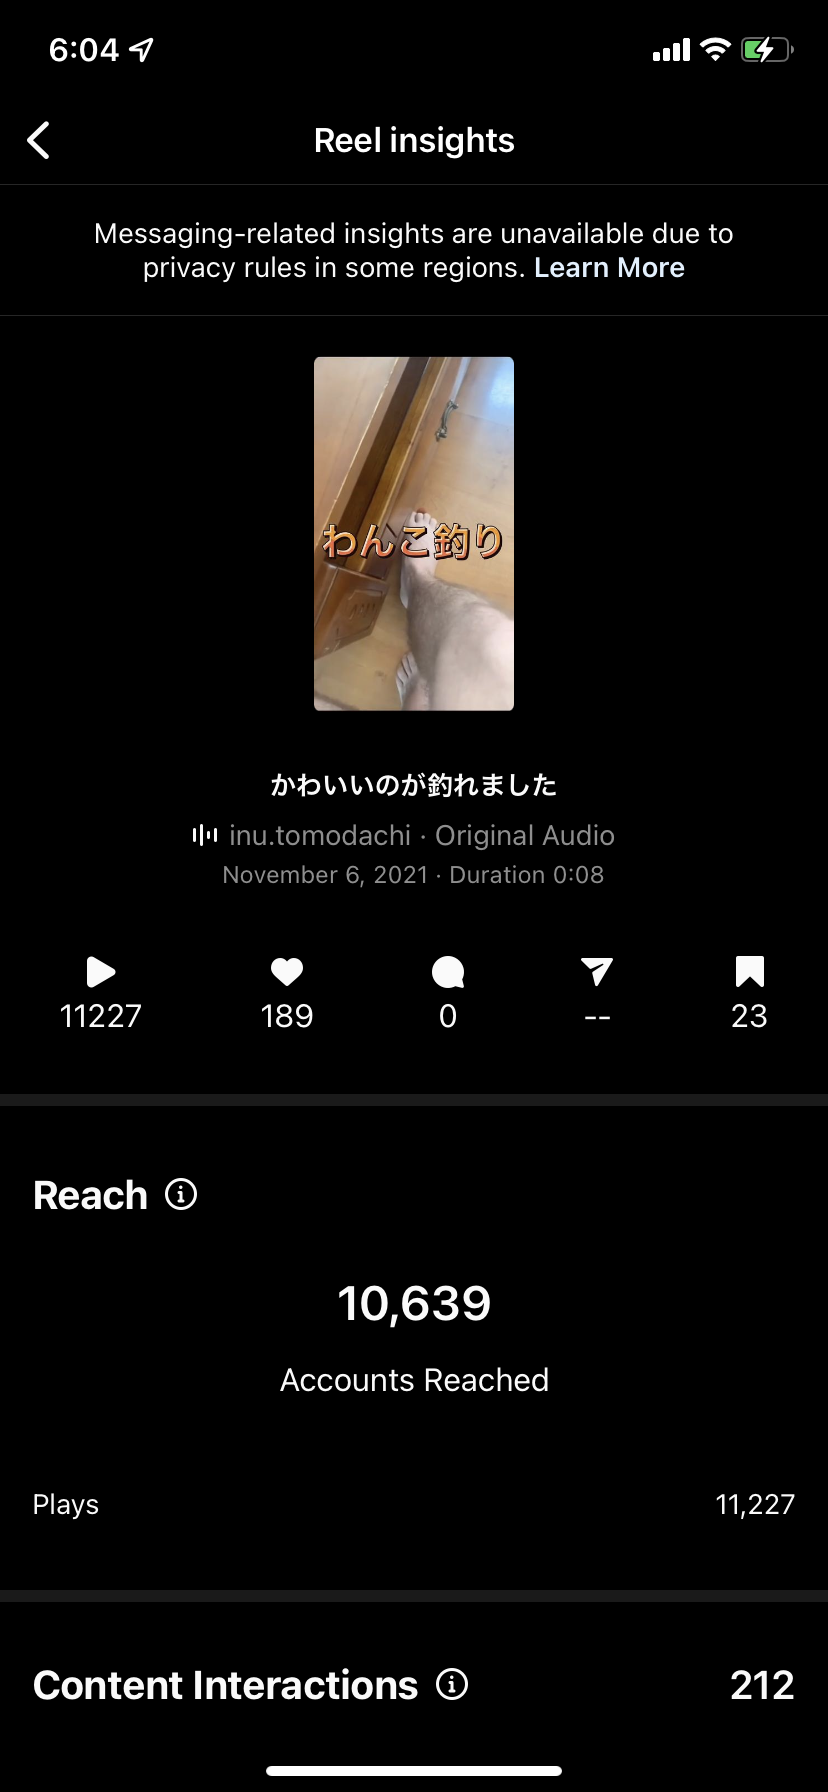 6:04
Reel insights
Messaging-related insights are unavailable due to
privacy rules in some regions. Learn More
わんこ釣り
かわいいのが釣れました
inu.tomodachi · Original Audio
November 6, 2021 · Duration 0:08
11227 189 0 -- 23
Reach
10,639
Accounts Reached
Plays 11,227
Content Interactions 212